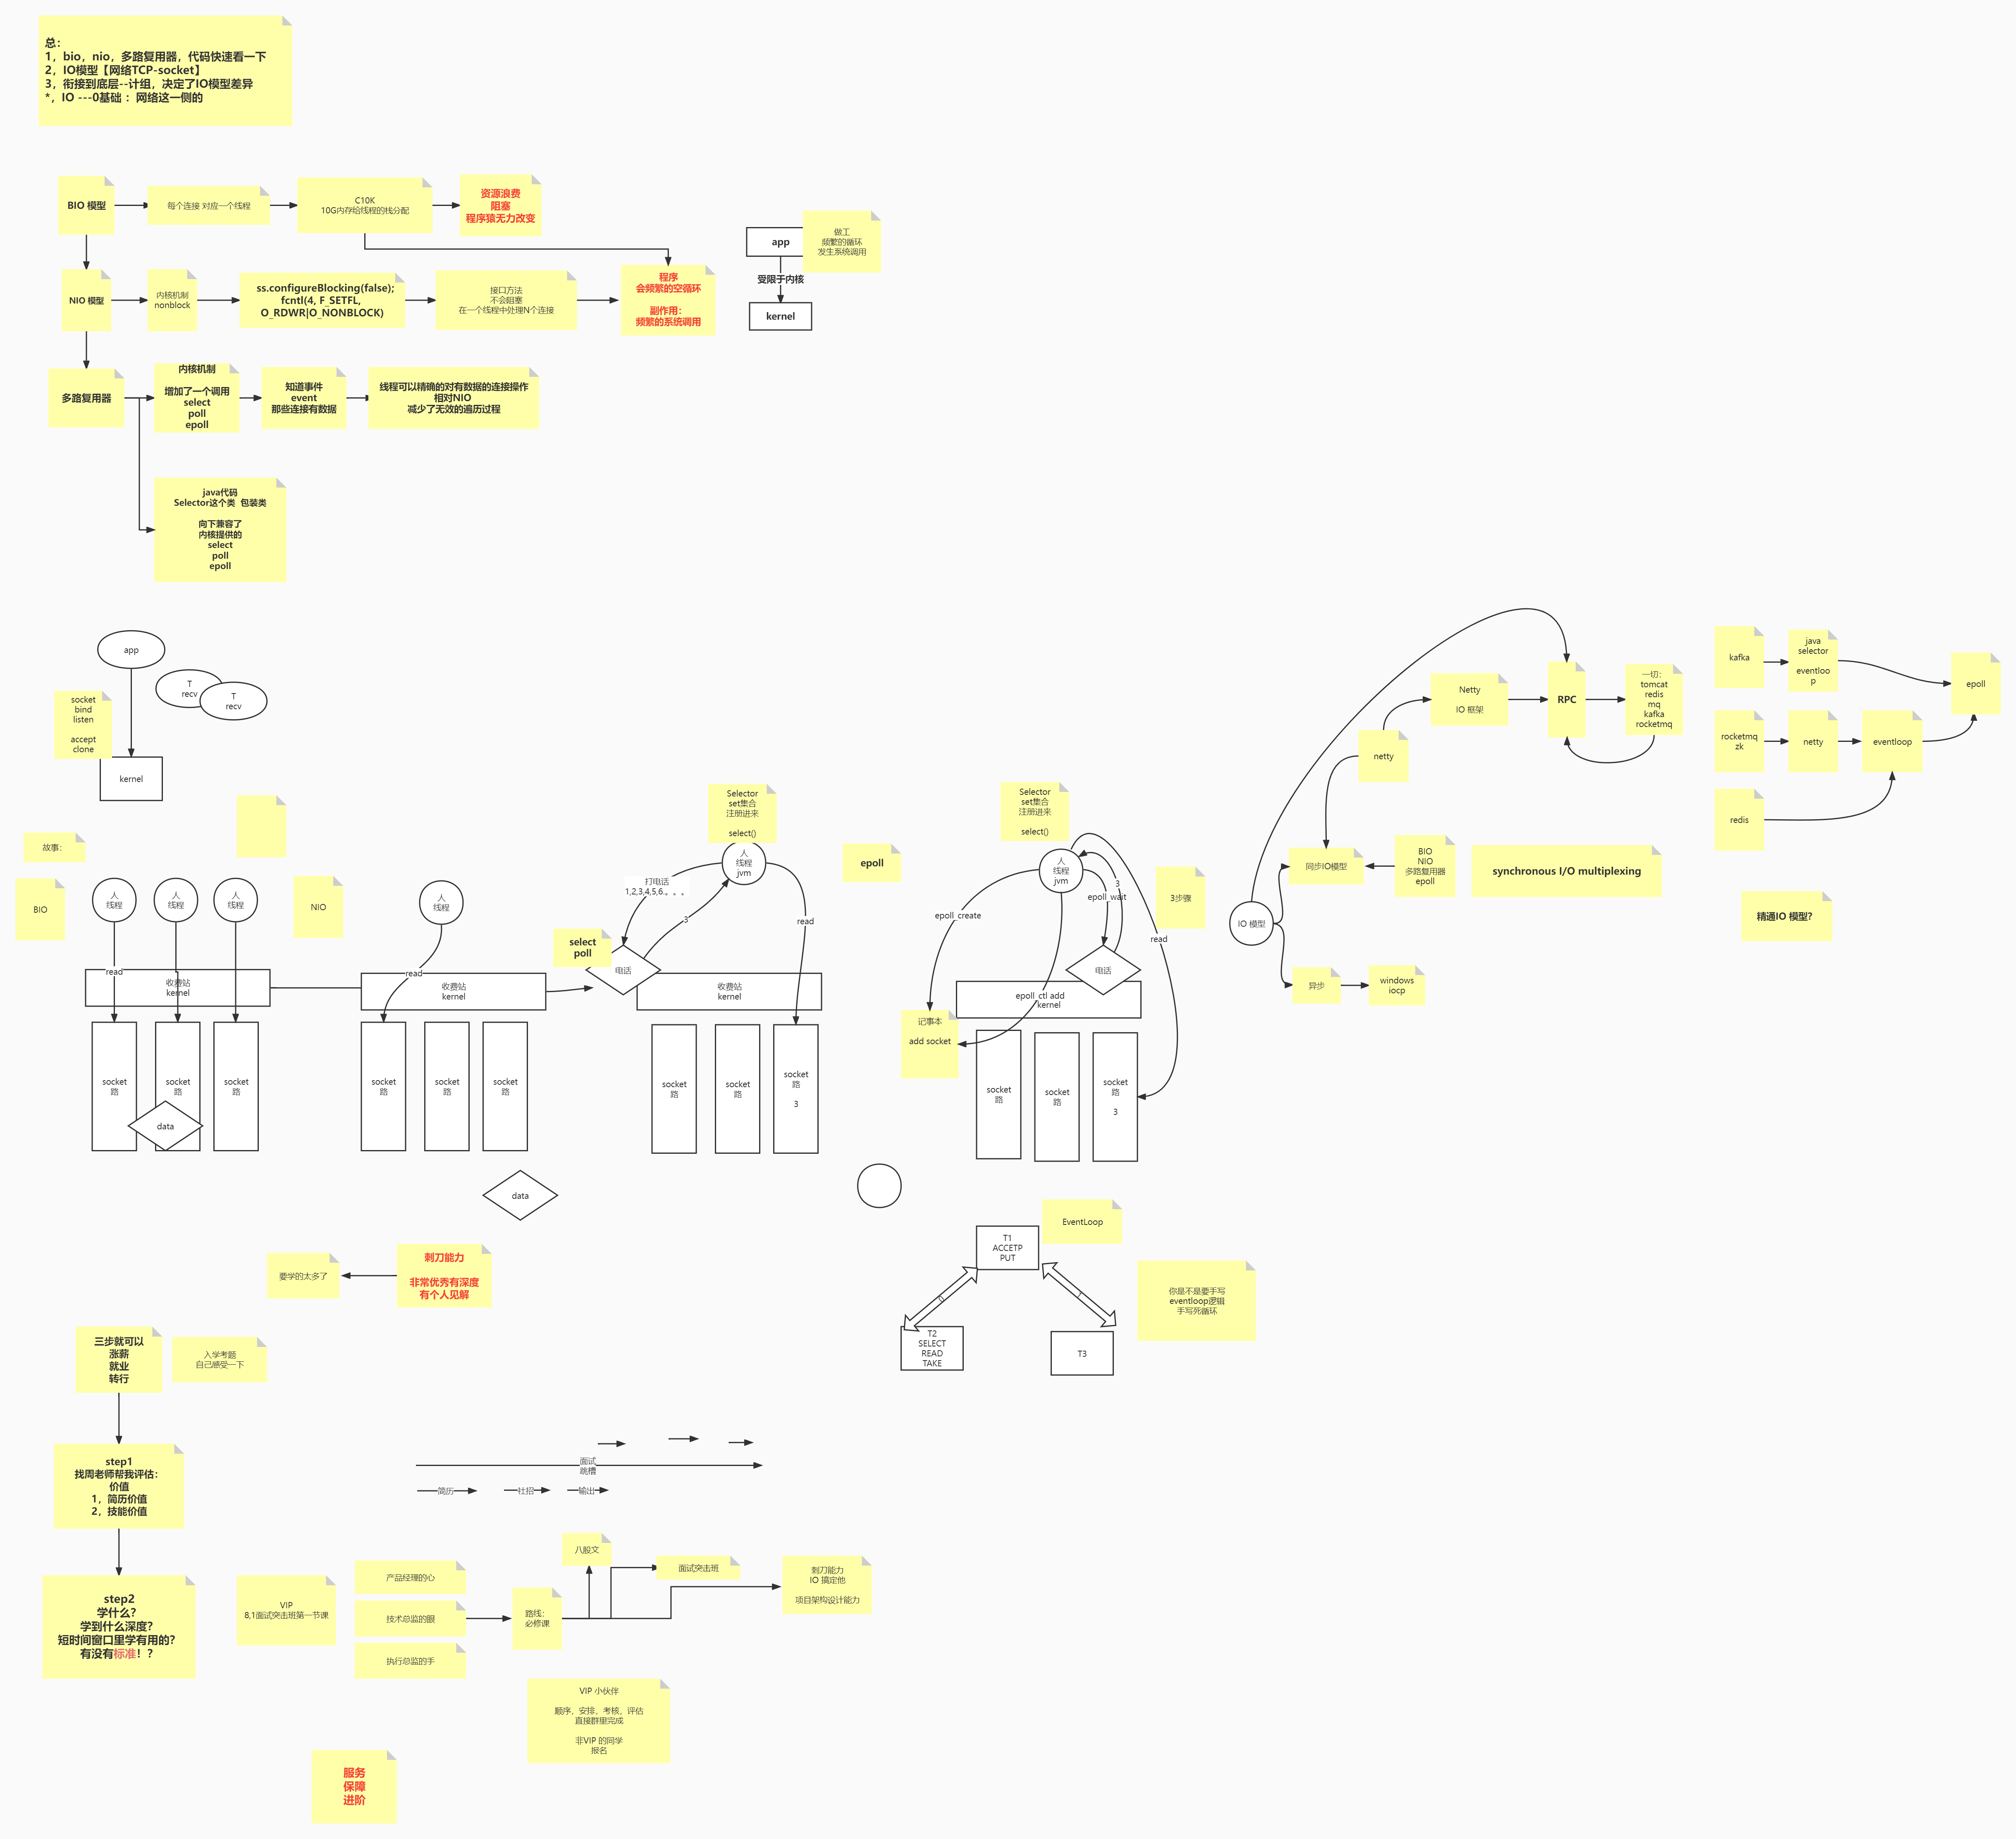 总：
1，bio，nio，多路复用器，代码快速看一下
2，IO模型【网络TCP-socket】
3，衔接到底层--计组，决定了IO模型差异
*，IO ---0基础 ：网络这一侧的
BIO 模型
每个连接 对应一个线程
C10K
10G内存给线程的栈分配
资源浪费
阻塞
程序猿无力改变
app
做工
频繁的循环
发生系统调用
受限于内核
kernel
NIO 模型
内核机制
nonblock
ss.configureBlocking(false);
fcntl(4, F_SETFL,
O_RDWR|O_NONBLOCK)
接口方法
不会阻塞
在一个线程中处理N个连接
程序
会频繁的空循环
副作用：
频繁的系统调用
多路复用器
内核机制
增加了一个调用
select
poll
epoll
知道事件
event
那些连接有数据
线程可以精确的对有数据的连接操作
相对NIO
减少了无效的遍历过程
java代码
Selector这个类 包装类
向下兼容了
内核提供的
select
poll
epoll
app
T
recv
T
recv
socket
bind
listen
accept
clone
kernel
故事：
BIO
人
线程
人
线程
人
线程
read
收费站
kernel
socket
路
socket
路
socket
路
data
NIO
人
线程
read
收费站
kernel
socket
路
socket
路
socket
路
data
Selector
set集合
注册进来
select()
人
线程
jvm
打电话
1,2,3,4,5,6。。。
3
read
select
poll
电话
收费站
kernel
socket
路
socket
路
socket
路
3
epoll
Selector
set集合
注册进来
select()
人
线程
jvm
3
epoll_wait
epoll_create
read
3步骤
电话
epoll_ctl add
kernel
记事本
add socket
socket
路
socket
路
socket
路
3
EventLoop
T1
ACCETP
PUT
T2
SELECT
READ
TAKE
T3
你是不是要手写
eventloop逻辑
手写死循环
IO 模型
同步IO模型
BIO
NIO
多路复用器
epoll
异步
windows
iocp
netty
Netty
IO 框架
RPC
一切：
tomcat
redis
mq
kafka
rocketmq
synchronous I/O multiplexing
精通IO 模型？
kafka
java
selector
eventloo
p
epoll
rocketmq
zk
netty
eventloop
redis
要学的太多了
刺刀能力
非常优秀有深度
有个人见解
三步就可以
涨薪
就业
转行
入学考题
自己感受一下
step1
找周老师帮我评估：
价值
1，简历价值
2，技能价值
step2
学什么？
学到什么深度？
短时间窗口里学有用的？
有没有标准！？
面试
跳槽
简历
社招
输出
VIP
8,1面试突击班第一节课
产品经理的心
技术总监的眼
执行总监的手
路线：
必修课
八股文
面试突击班
刺刀能力
IO 搞定他
项目架构设计能力
VIP 小伙伴
顺序，安排，考核，评估
直接群里完成
非VIP 的同学
报名
服务
保障
进阶